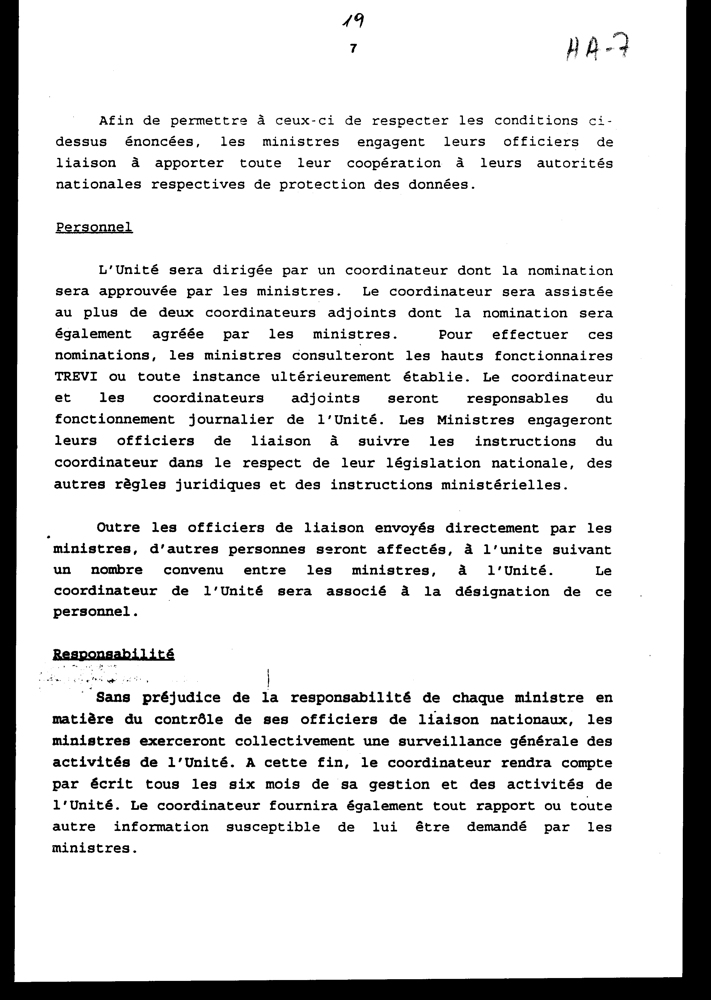 19
7
HA-7
Afin de permettre à ceux-ci de respecter les conditions ci-
dessus énoncées, les ministres engagent leurs officiers de
liaison à apporter toute leur coopération à leurs autorités
nationales respectives de protection des données.
Personnel
L'Unité sera dirigée par un coordinateur dont la nomination
sera approuvée par les ministres. Le coordinateur sera assistée
au plus de deux coordinateurs adjoints dont la nomination sera
également agréée par les ministres. Pour effectuer ces
nominations, les ministres consulteront les hauts fonctionnaires
TREVI ou toute instance ultérieurement établie. Le coordinateur
et les coordinateurs adjoints seront responsables du
fonctionnement journalier de l'Unité. Les Ministres engageront
leurs officiers de liaison à suivre les instructions du
coordinateur dans le respect de leur législation nationale, des
autres règles juridiques et des instructions ministérielles.
Outre les officiers de liaison envoyés directement par les
ministres, d'autres personnes seront affectés, à l'unite suivant
un nombre convenu entre les ministres, à l'Unité. Le
coordinateur de l'Unité sera associé à la désignation de ce
personnel.
Responsabilité
Sans préjudice de la responsabilité de chaque ministre en
matière du contrôle de ses officiers de liaison nationaux, les
ministres exerceront collectivement une surveillance générale des
activités de l'Unité. A cette fin, le coordinateur rendra compte
par écrit tous les six mois de sa gestion et des activités de
l'Unité. Le coordinateur fournira également tout rapport ou toute
autre information susceptible de lui être demandé par les
ministres.